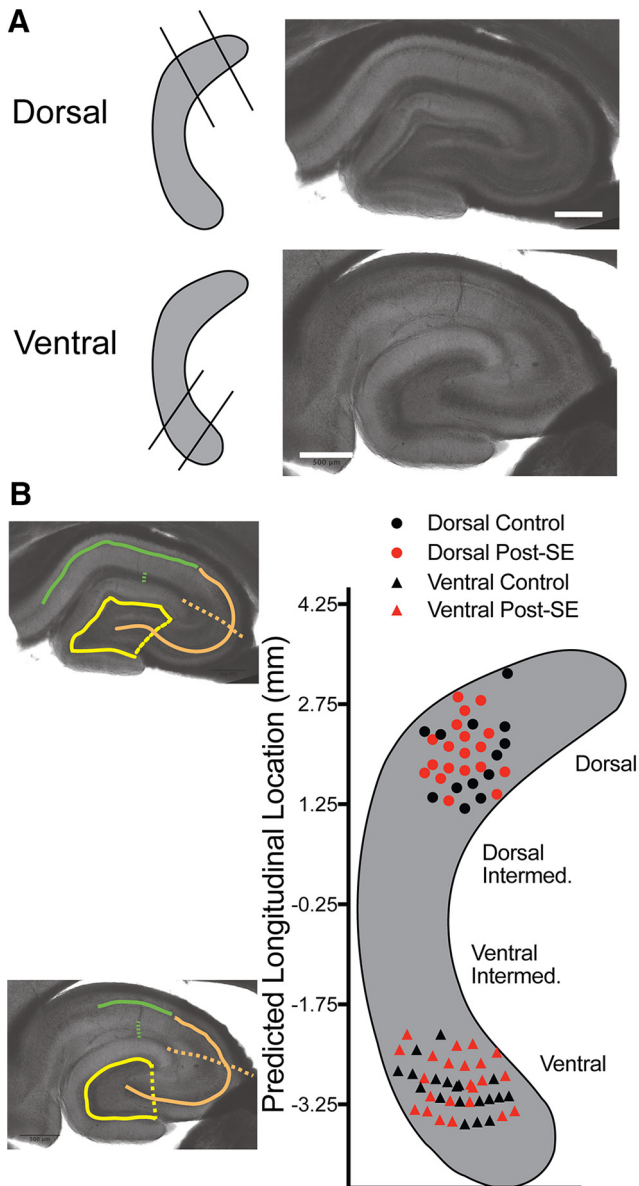 A
Dorsal
Ventral
500 µm
B
Dorsal Control
Dorsal Post-SE
Ventral Control
Ventral Post-SE
Predicted Longitudinal Location (mm)
4.25
2.75
1.25
-0.25
-1.75
-3.25
Dorsal
Dorsal
Intermed.
Ventral
Intermed.
Ventral
500 µm